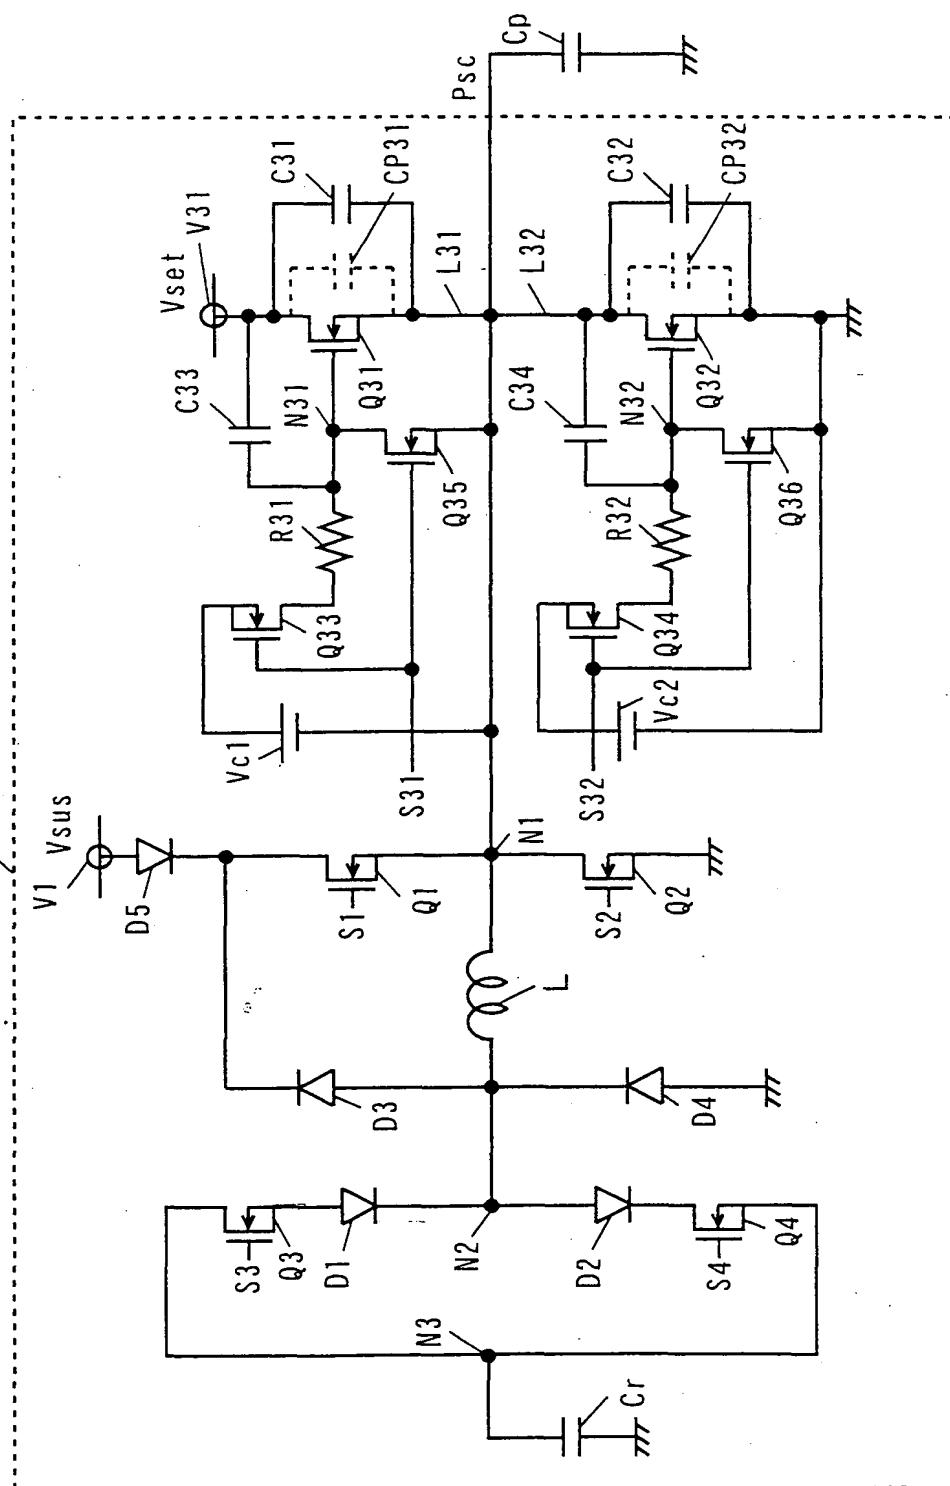 Cp
Psc
C31
CP31
C32
CP32
V31
Vset
L31
L32
C33
N31
Q31
C34
N32
Q32
R31
Q35
R32
Q36
Q33
Q34
Vc1
S31
S32
Vc2
V1
Vsus
D5
S1
Q1
N1
S2
Q2
L
D3
D4
S3
Q3
D1
N2
D2
S4
Q4
N3
Cr